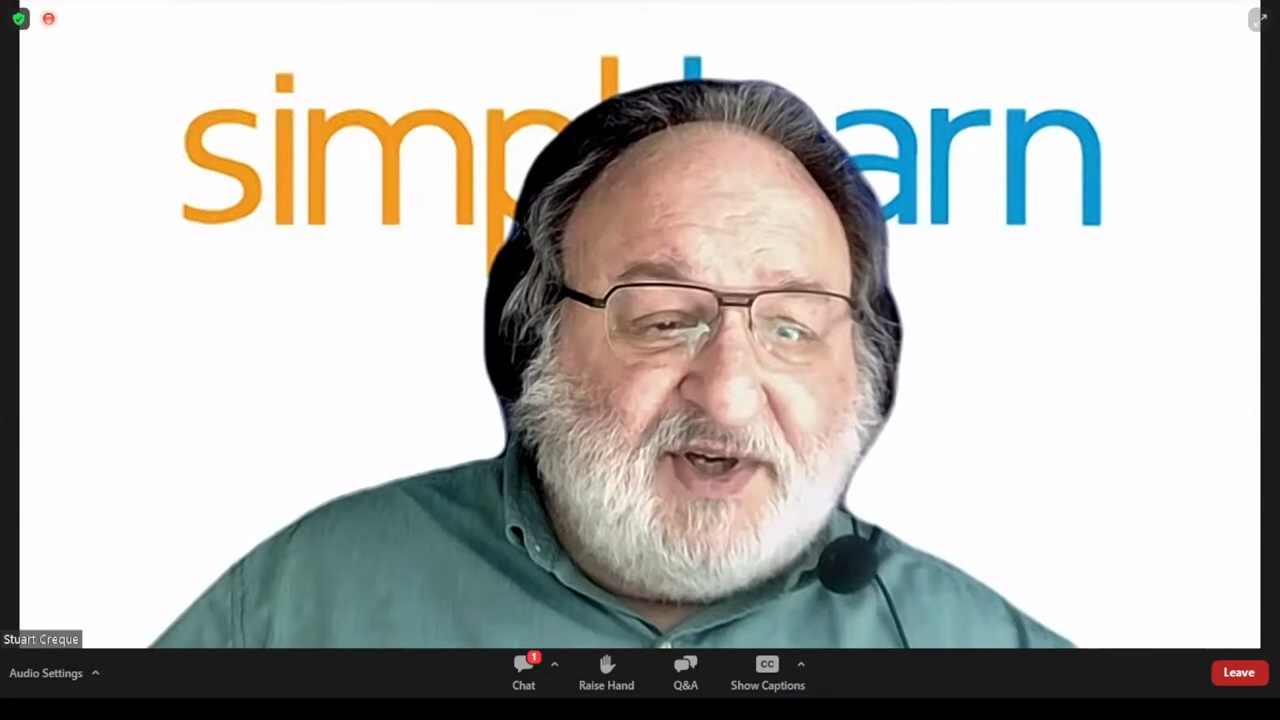 simpl arn
Stuart Creque
Audio Settings
1
Chat
Raise Hand
Q&A
CC
Show Captions
Leave